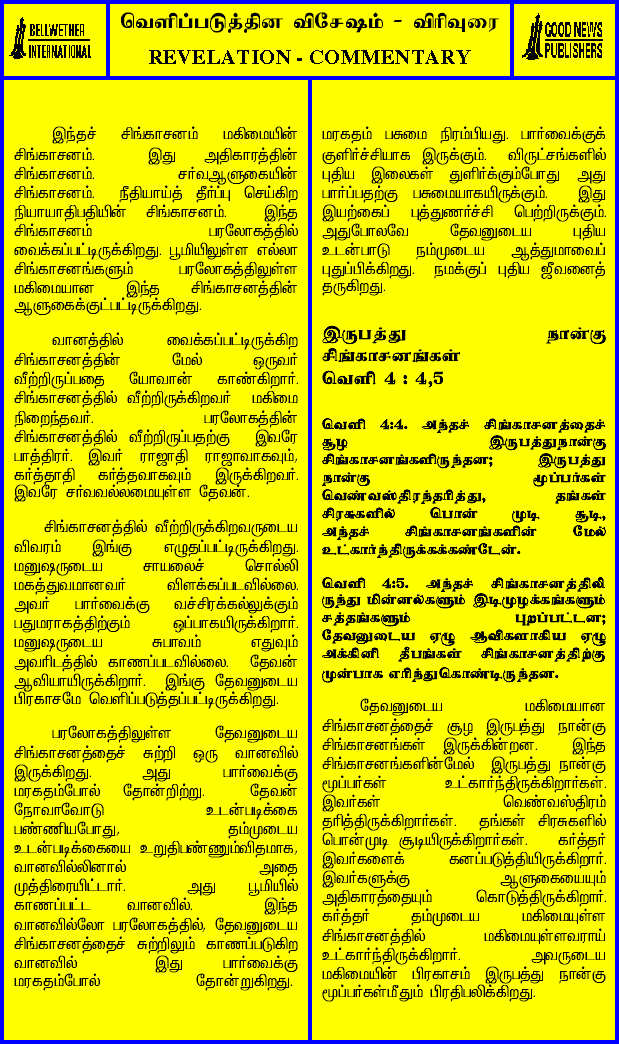 BELLWETHER
INTERNATIONAL
வெளிப்படுத்தின விசேஷம் - விரிவுரை
REVELATION - COMMENTARY
GOOD NEWS
PUBLISHERS
இந்தச் சிங்காசனம் மகிமையின்
சிங்காசனம். இது அதிகாரத்தின்
சிங்காசனம். சர்வஆளுகையின்
சிங்காசனம். நீதியாய்த் தீர்ப்பு செய்கிற
நியாயாதிபதியின் சிங்காசனம். இந்த
சிங்காசனம் பரலோகத்தில்
வைக்கப்பட்டிருக்கிறது. பூமியிலுள்ள எல்லா
சிங்காசனங்களும் பரலோகத்திலுள்ள
மகிமையான இந்த சிங்காசனத்தின்
ஆளுகைக்குட்பட்டிருக்கிறது.
வானத்தில் வைக்கப்பட்டிருக்கிற
சிங்காசனத்தின் மேல் ஒருவர்
வீற்றிருப்பதை யோவான் காண்கிறார்.
சிங்காசனத்தில் வீற்றிருக்கிறவர் மகிமை
நிறைந்தவர். பரலோகத்தின்
சிங்காசனத்தில் வீற்றிருப்பதற்கு இவரே
பாத்திரர். இவர் ராஜாதி ராஜாவாகவும்,
கர்த்தாதி கர்த்தவாகவும் இருக்கிறவர்.
இவரே சர்வவல்லமையுள்ள தேவன்.
சிங்காசனத்தில் வீற்றிருக்கிறவருடைய
விவரம் இங்கு எழுதப்பட்டிருக்கிறது.
மனுஷருடைய சாயலைச் சொல்லி
மகத்துவமானவர் விளக்கப்படவில்லை.
அவர் பார்வைக்கு வச்சிரக்கல்லுக்கும்
பதுமராகத்திற்கும் ஒப்பாகயிருக்கிறார்.
மனுஷருடைய சுபாவம் எதுவும்
அவரிடத்தில் காணப்படவில்லை. தேவன்
ஆவியாயிருக்கிறார். இங்கு தேவனுடைய
பிரகாசமே வெளிப்படுத்தப்பட்டிருக்கிறது.
பரலோகத்திலுள்ள தேவனுடைய
சிங்காசனத்தைச் சுற்றி ஒரு வானவில்
இருக்கிறது. அது பார்வைக்கு
மரகதம்போல் தோன்றிற்று. தேவன்
நோவாவோடு உடன்படிக்கை
பண்ணியபோது, தம்முடைய
உடன்படிக்கையை உறுதிபண்ணும்விதமாக,
வானவில்லினால் அதை
முத்திரையிட்டார். அது பூமியில்
காணப்பட்ட வானவில். இந்த
வானவில்லோ பரலோகத்தில், தேவனுடைய
சிங்காசனத்தைச் சுற்றிலும் காணப்படுகிற
வானவில் இது பார்வைக்கு
மரகதம்போல் தோன்றுகிறது.
மரகதம் பசுமை நிரம்பியது. பார்வைக்குக்
குளிர்ச்சியாக இருக்கும். விருட்சங்களில்
புதிய இலைகள் துளிர்க்கும்போது அது
பார்ப்பதற்கு பசுமையாகயிருக்கும். இது
இயற்கைப் புத்துணர்ச்சி பெற்றிருக்கும்.
அதுபோலவே தேவனுடைய புதிய
உடன்பாடு நம்முடைய ஆத்துமாவைப்
புதுப்பிக்கிறது. நமக்குப் புதிய ஜீவனைத்
தருகிறது.
இருபத்து நான்கு
சிங்காசனங்கள்
வெளி 4 : 4,5
வெளி 4:4. அந்தச் சிங்காசனத்தைச்
சூழ இருபத்துநான்கு
சிங்காசனங்களிருந்தன; இருபத்து
நான்கு மூப்பர்கள்
வெண்வஸ்திரந்தரித்து, தங்கள்
சிரசுகளில் பொன் முடி சூடி,
அந்தச் சிங்காசனங்களின் மேல்
உட்கார்ந்திருக்கக்கண்டேன்.
வெளி 4:5. அந்தச் சிங்காசனத்திலி
ருந்து மின்னல்களும் இடிமுழக்கங்களும்
சத்தங்களும் புறப்பட்டன;
தேவனுடைய ஏழு ஆவிகளாகிய ஏழு
அக்கினி தீபங்கள் சிங்காசனத்திற்கு
முன்பாக எரிந்துகொண்டிருந்தன.
தேவனுடைய மகிமையான
சிங்காசனத்தைச் சூழ இருபத்து நான்கு
சிங்காசனங்கள் இருக்கின்றன. இந்த
சிங்காசனங்களின்மேல் இருபத்து நான்கு
மூப்பர்கள் உட்கார்ந்திருக்கிறார்கள்.
இவர்கள் வெண்வஸ்திரம்
தரித்திருக்கிறார்கள். தங்கள் சிரசுகளில்
பொன்முடி சூடியிருக்கிறார்கள். கர்த்தர்
இவர்களைக் கனப்படுத்தியிருக்கிறார்.
இவர்களுக்கு ஆளுகையையும்
அதிகாரத்தையும் கொடுத்திருக்கிறார்.
கர்த்தர் தம்முடைய மகிமையுள்ள
சிங்காசனத்தில் மகிமையுள்ளவராய்
உட்கார்ந்திருக்கிறார். அவருடைய
மகிமையின் பிரகாசம் இருபத்து நான்கு
மூப்பர்கள்மீதும் பிரதிபலிக்கிறது.